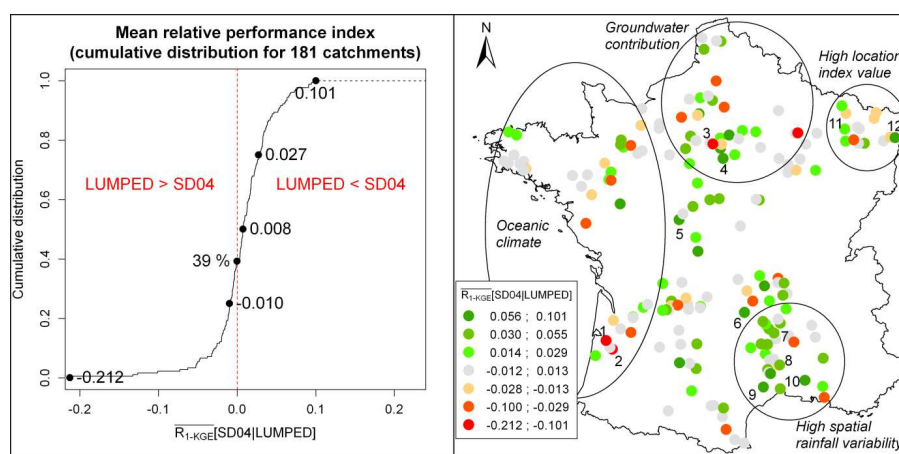 Mean relative performance index
(cumulative distribution for 181 catchments)
Cumulative distribution
1.0
0.8
0.6
0.4
0.2
0.0
0.101
0.027
LUMPED > SD04
LUMPED < SD04
0.008
39 %
-0.010
-0.212
-0.2
-0.1
0.0
0.1
0.2
R1-KGE[SD04|LUMPED]
N
Groundwater
contribution
High location
index value
3
4
11
12
Oceanic
climate
5
1
2
6
7
8
9
10
High spatial
rainfall variability
R1-KGE[SD04|LUMPED]
0.056 ; 0.101
0.030 ; 0.055
0.014 ; 0.029
-0.012 ; 0.013
-0.028 ; -0.013
-0.100 ; -0.029
-0.212 ; -0.101